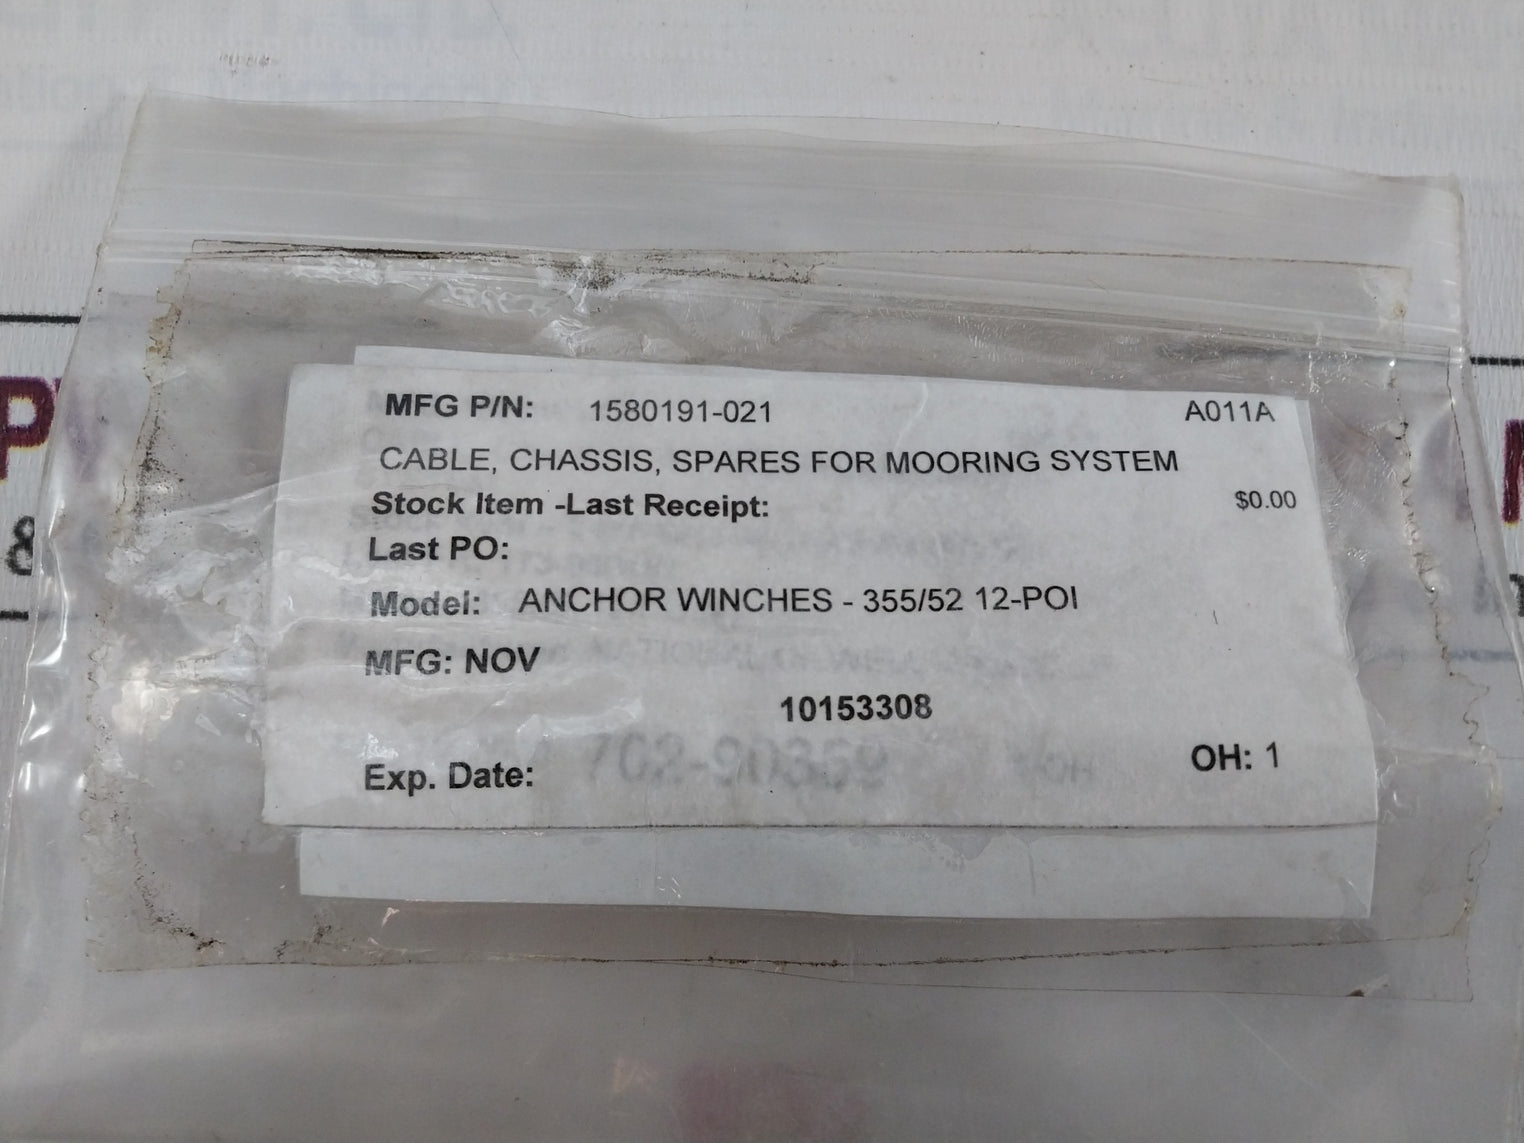 MFG P/N: 1580191-021 A011A
CABLE, CHASSIS, SPARES FOR MOORING SYSTEM
Stock Item -Last Receipt: $0.00
Last PO:
Model: ANCHOR WINCHES - 355/52 12-POI
MFG: NOV
10153308
702-90359
Exp. Date: OH: 1
&